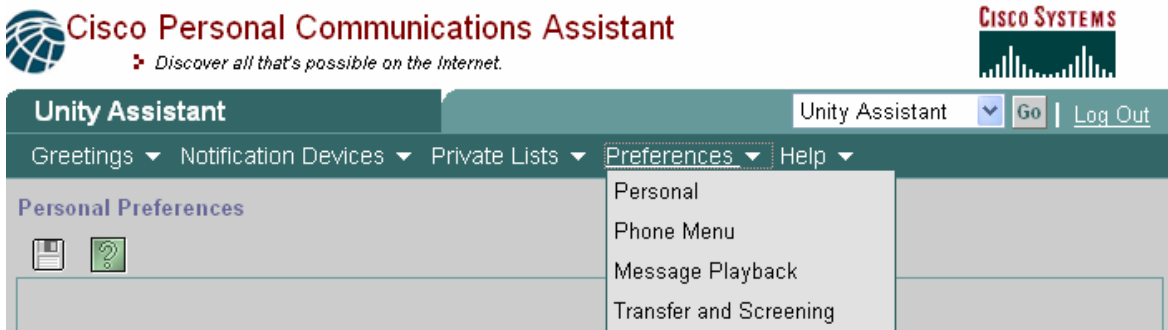 Cisco Personal Communications Assistant
Discover all that's possible on the Internet.
CISCO SYSTEMS
Unity Assistant
Unity Assistant Go | Log Out
Greetings Notification Devices Private Lists Preferences Help
Personal Preferences
?
Personal
Phone Menu
Message Playback
Transfer and Screening